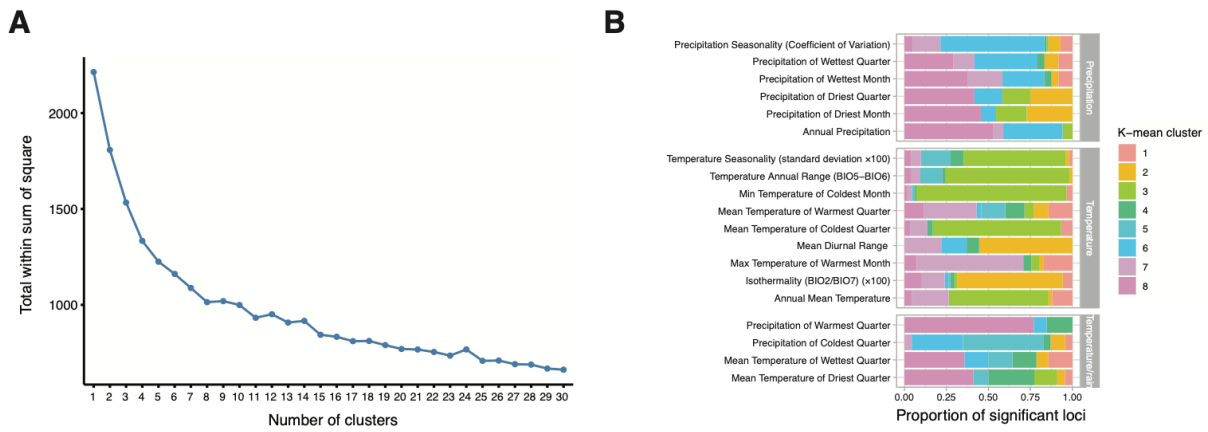 A
B
Total within sum of square
2000
1500
1000
1 2 3 4 5 6 7 8 9 10 11 12 13 14 15 16 17 18 19 20 21 22 23 24 25 26 27 28 29 30
Number of clusters
Precipitation Seasonality (Coefficient of Variation)
Precipitation of Wettest Quarter
Precipitation of Wettest Month
Precipitation of Driest Quarter
Precipitation of Driest Month
Annual Precipitation
Precipitation
Temperature Seasonality (standard deviation ×100)
Temperature Annual Range (BIO5–BIO6)
Min Temperature of Coldest Month
Mean Temperature of Warmest Quarter
Mean Temperature of Coldest Quarter
Mean Diurnal Range
Max Temperature of Warmest Month
Isothermality (BIO2/BIO7) (×100)
Annual Mean Temperature
Temperature
Precipitation of Warmest Quarter
Precipitation of Coldest Quarter
Mean Temperature of Wettest Quarter
Mean Temperature of Driest Quarter
Temperature/rain
0.00 0.25 0.50 0.75 1.00
Proportion of significant loci
K−mean cluster
1
2
3
4
5
6
7
8